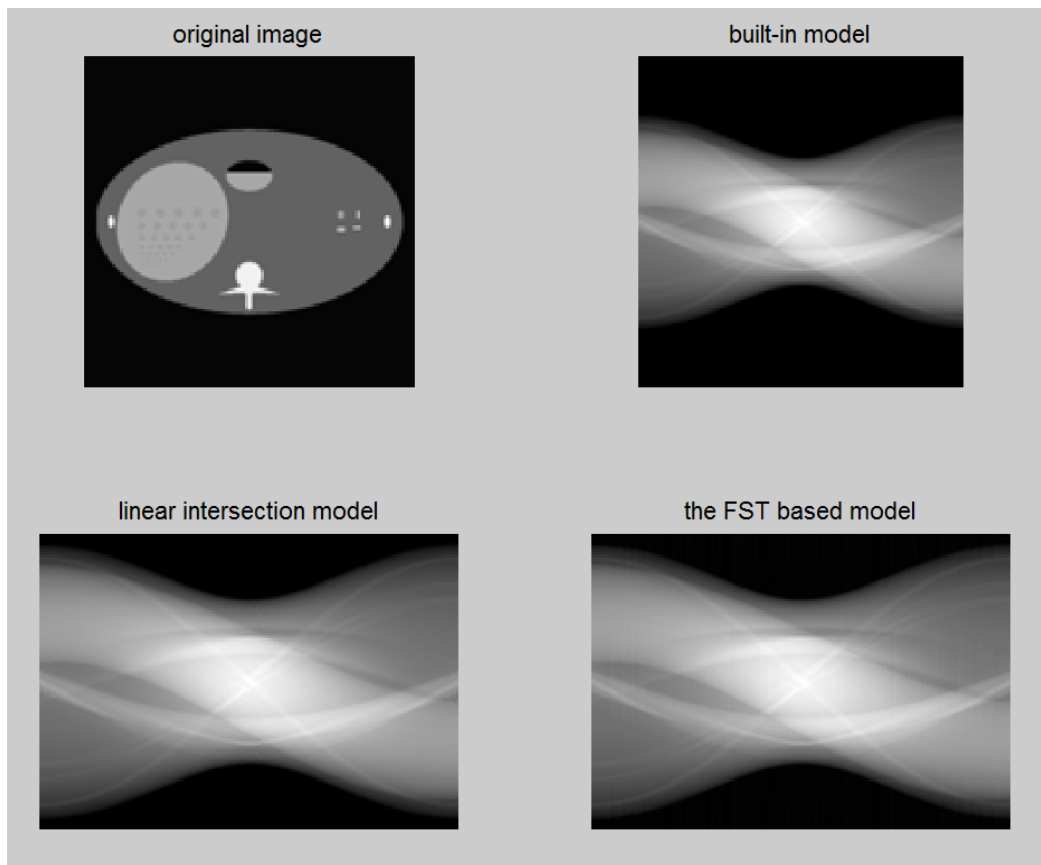 original image
built-in model
linear intersection model
the FST based model